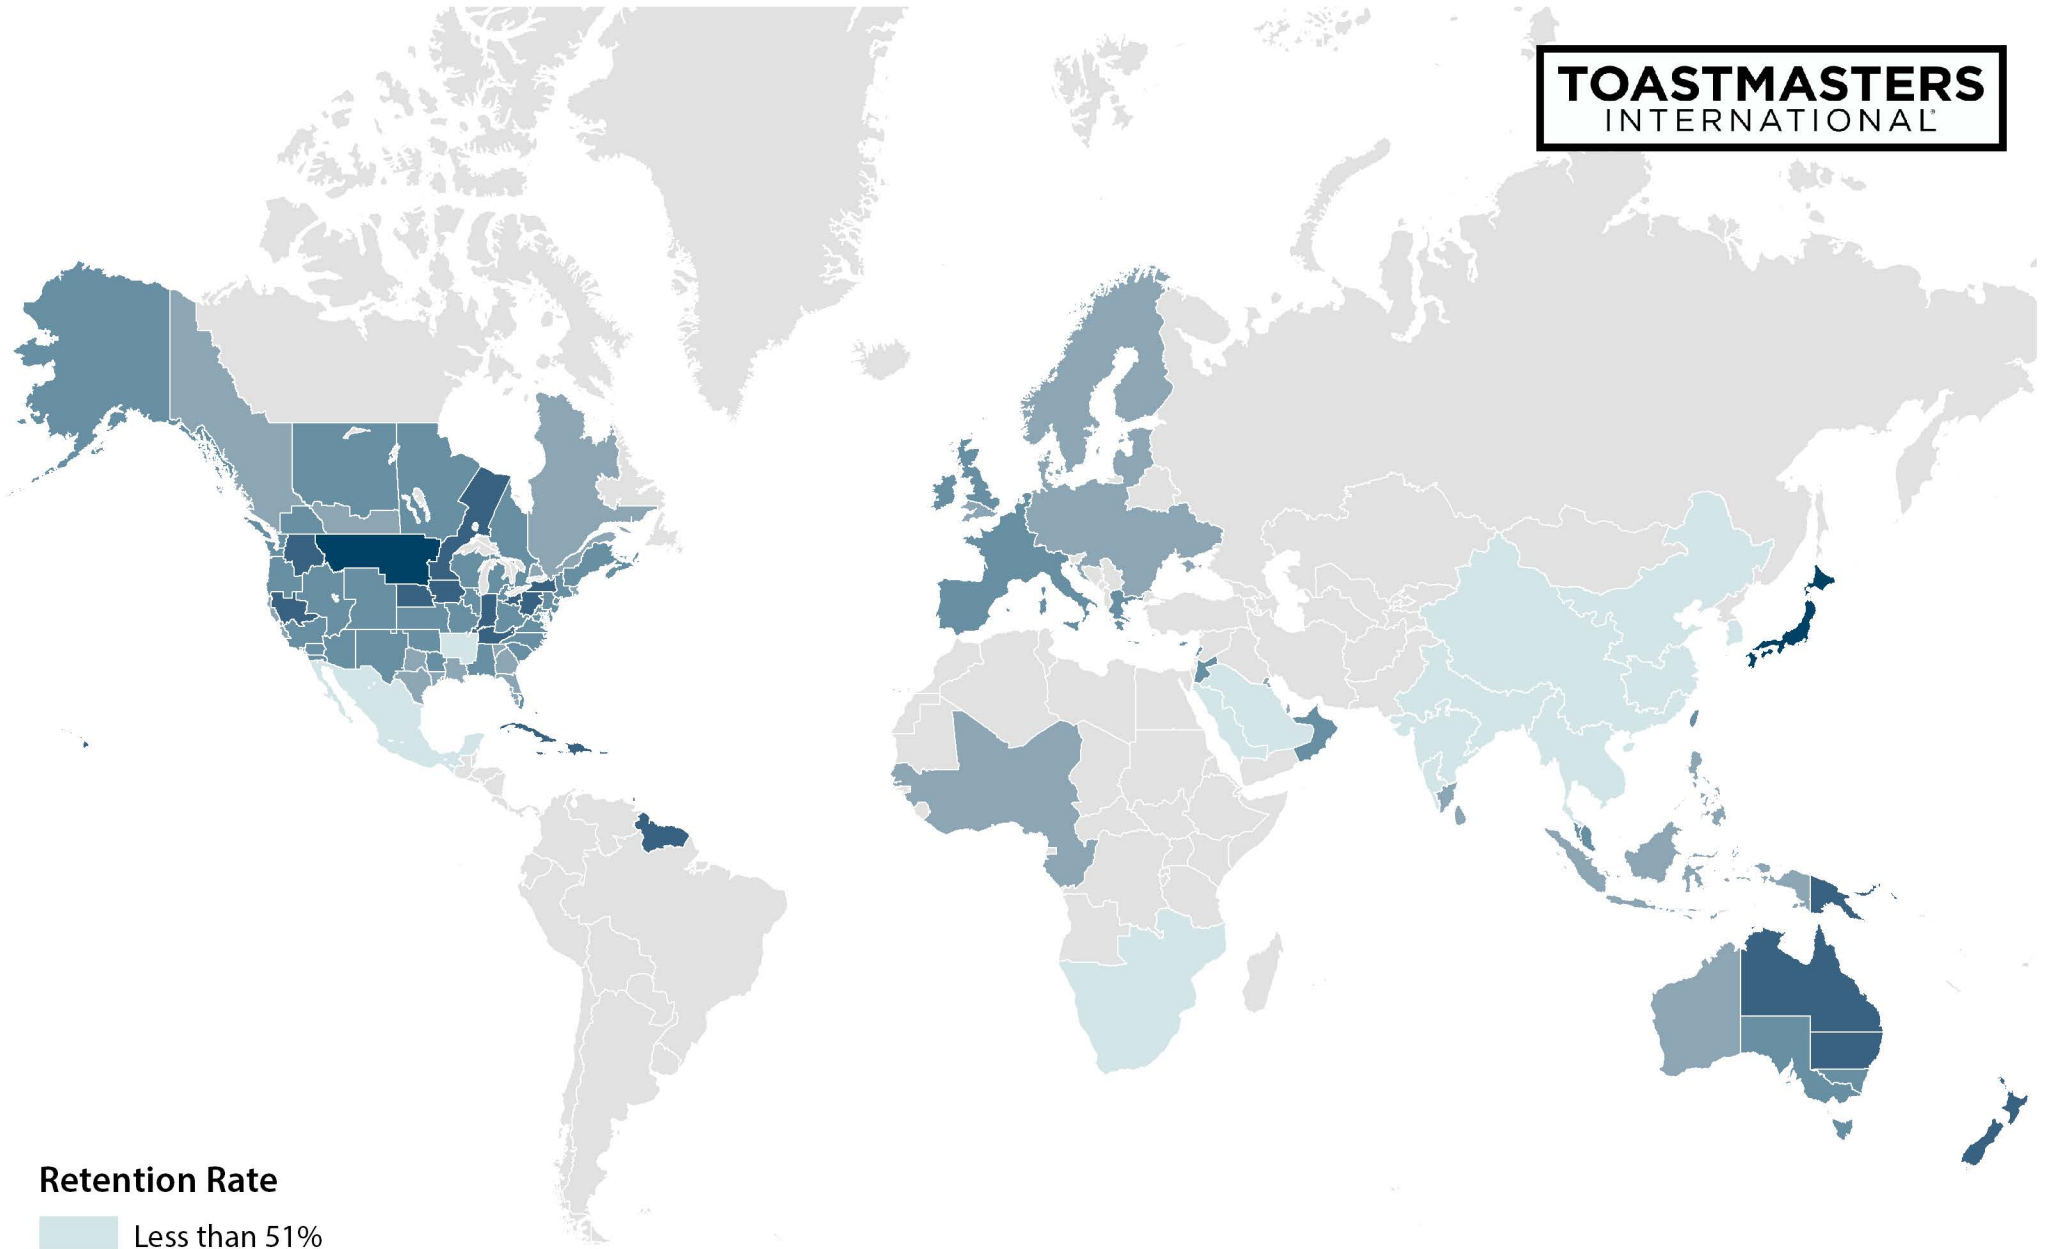 TOASTMASTERS
INTERNATIONAL
Retention Rate
Less than 51%